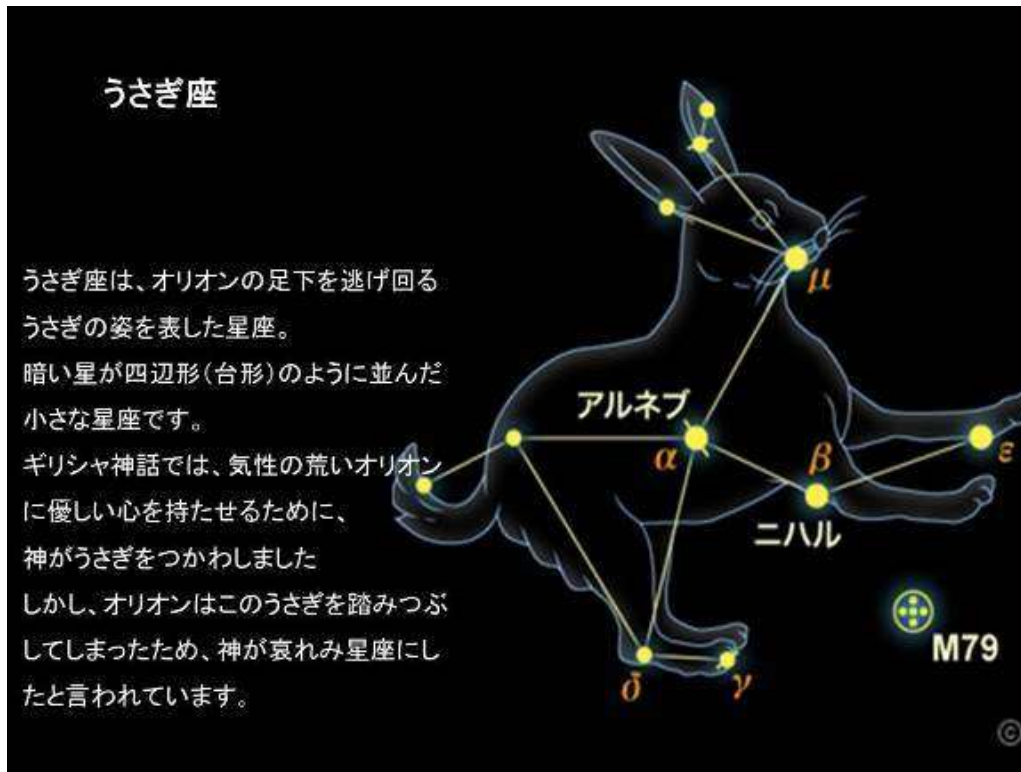 うさぎ座
うさぎ座は、オリオンの足下を逃げ回る
うさぎの姿を表した星座。
暗い星が四辺形(台形)のように並んだ
小さな星座です。
ギリシャ神話では、気性の荒いオリオン
に優しい心を持たせるために、
神がうさぎをつかわしました
しかし、オリオンはこのうさぎを踏みつぶ
してしまったため、神が哀れみ星座にし
たと言われています。
μ
アルネブ
α
β
ε
ニハル
M79
δ
γ
©